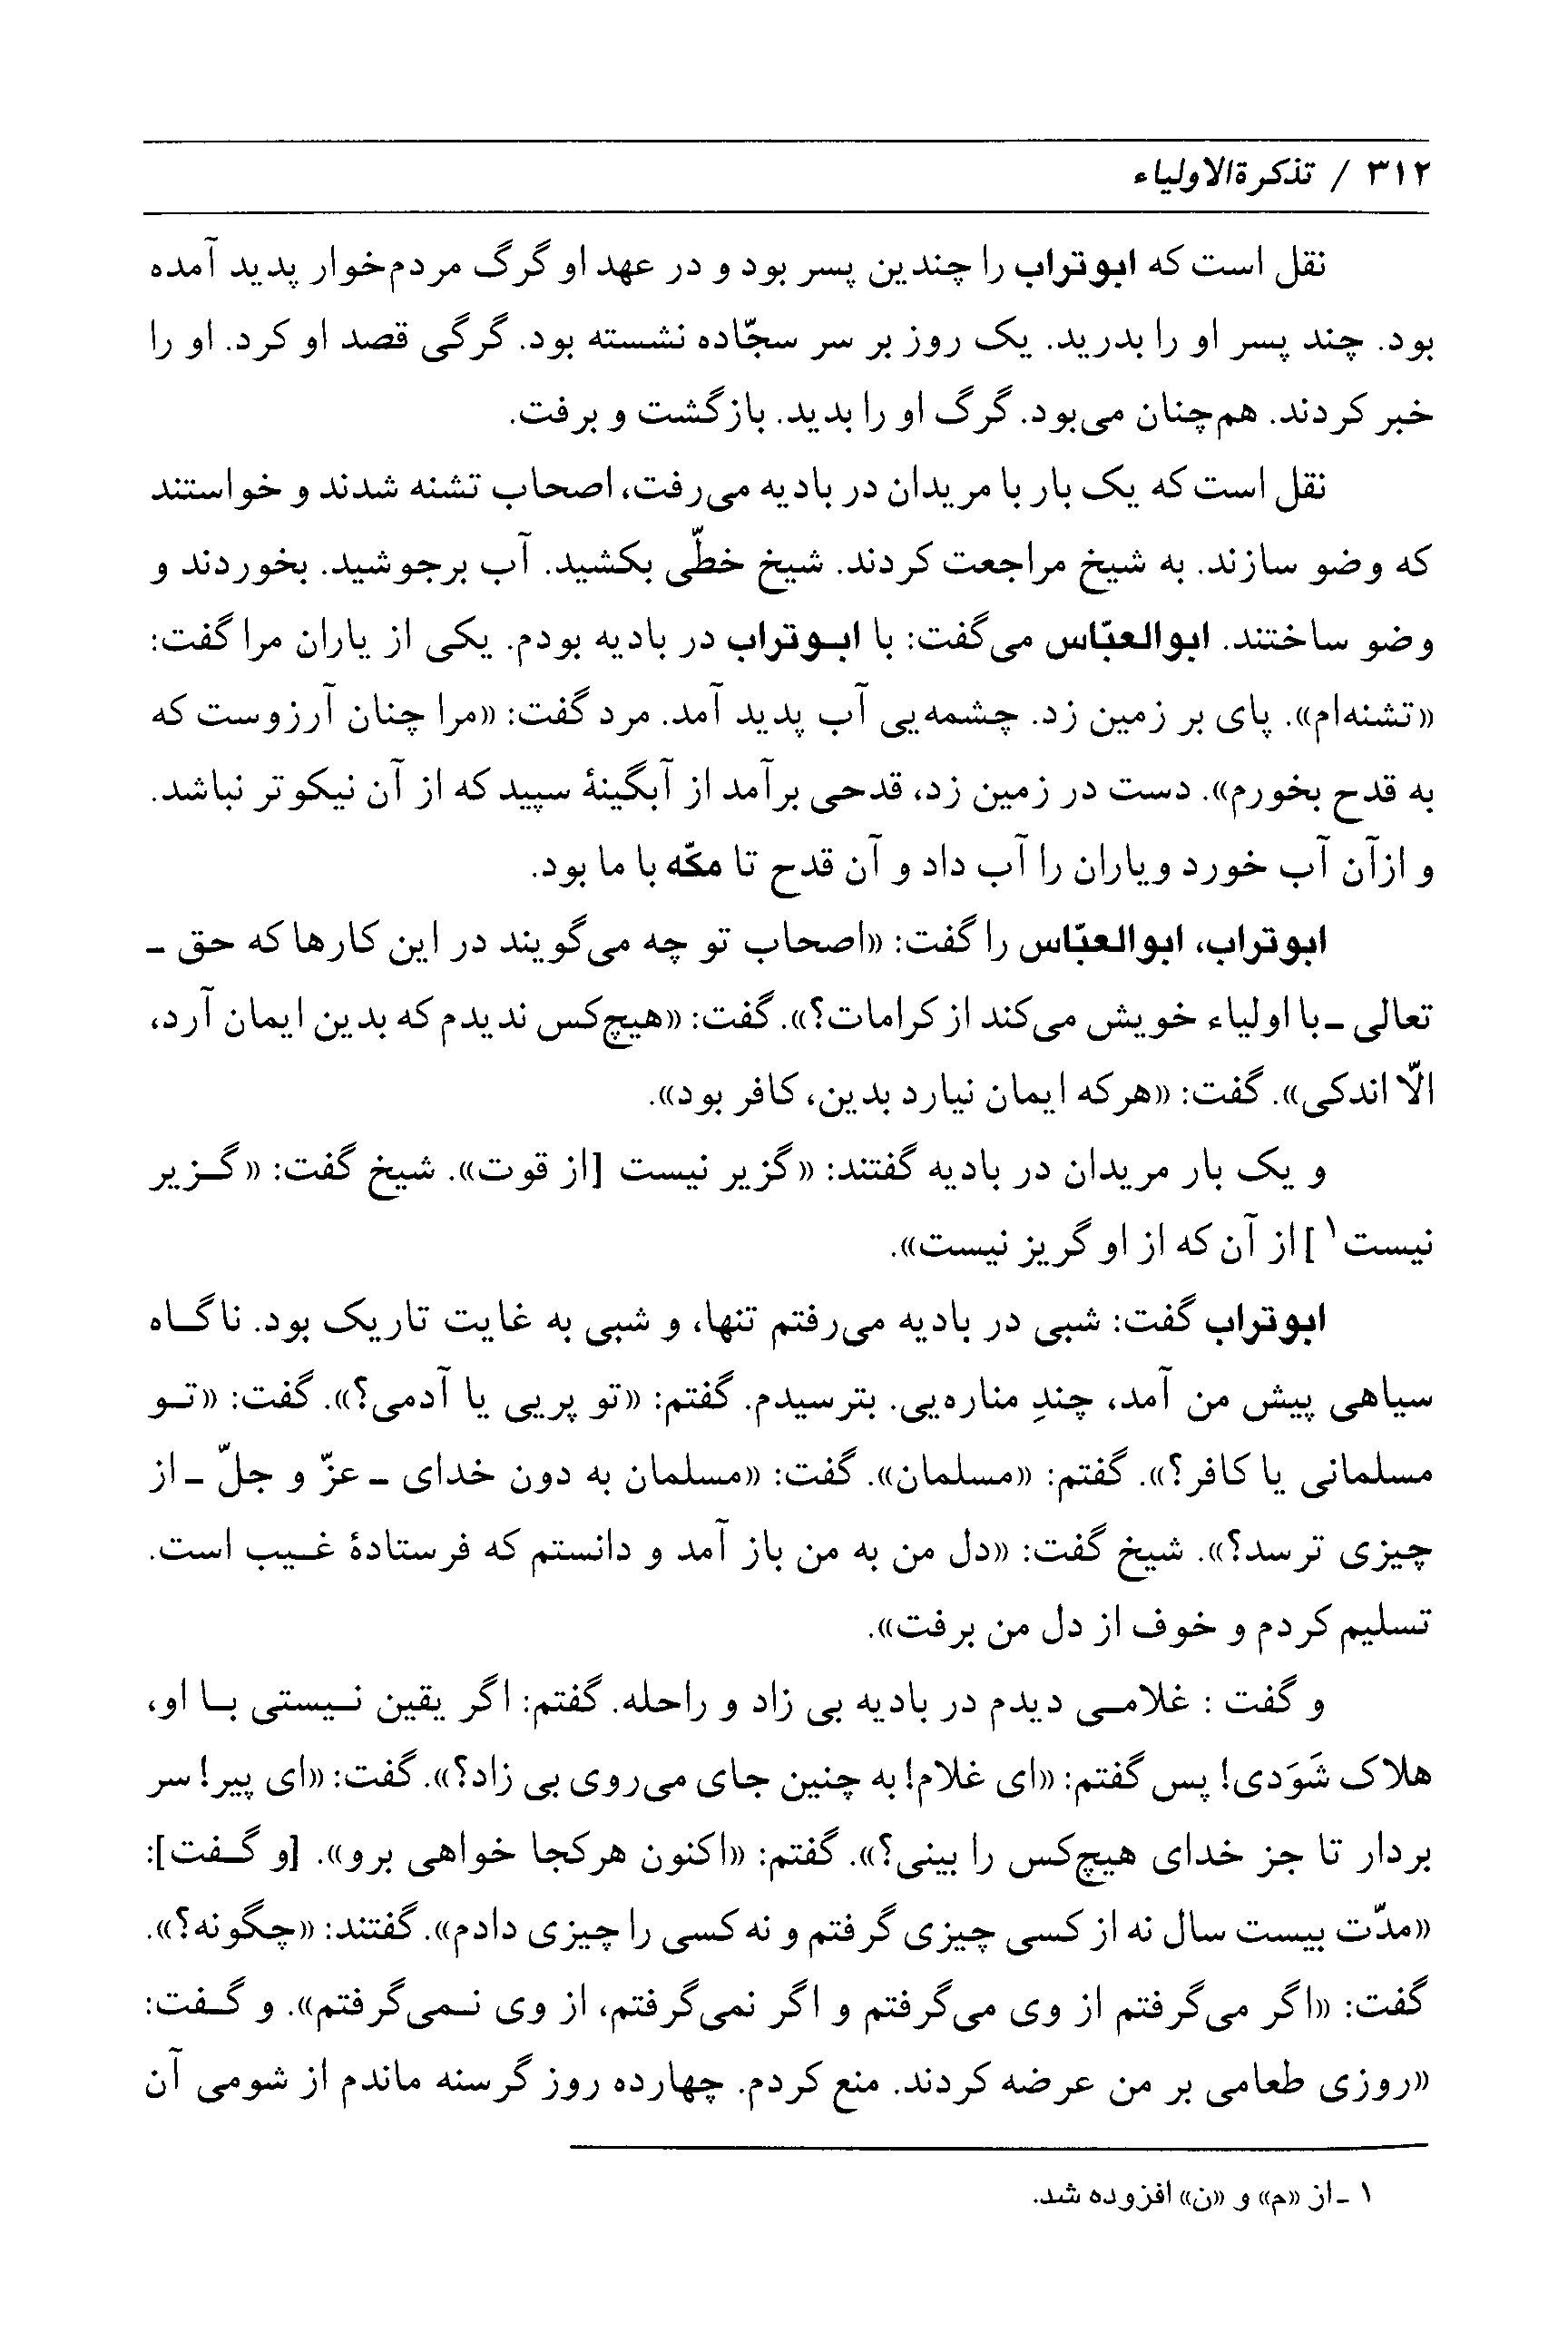 ۳۱۲ / تذکرةالاولیاء
نقل است که ابوتراب را چندین پسر بود و در عهد او گرگ مردم‌خوار پدید آمده
بود. چند پسر او را بدرید. یک روز بر سر سجّاده نشسته بود. گرگی قصد او کرد. او را
خبر کردند. هم‌چنان می‌بود. گرگ او را بدید. بازگشت و برفت.
نقل است که یک بار با مریدان در بادیه می‌رفت، اصحاب تشنه شدند و خواستند
که وضو سازند. به شیخ مراجعت کردند. شیخ خطّی بکشید. آب برجوشید. بخوردند و
وضو ساختند. ابوالعبّاس می‌گفت: با ابوتراب در بادیه بودم. یکی از یاران مرا گفت:
«تشنه‌ام». پای بر زمین زد. چشمه‌یی آب پدید آمد. مرد گفت: «مرا چنان آرزوست که
به قدح بخورم». دست در زمین زد، قدحی برآمد از آبگینهٔ سپید که از آن نیکوتر نباشد.
و ازآن آب خورد ویاران را آب داد و آن قدح تا مکّه با ما بود.
ابوتراب، ابوالعبّاس را گفت: «اصحاب تو چه می‌گویند در این کارها که حق ـ
تعالی ـ با اولیاء خویش می‌کند از کرامات؟». گفت: «هیچ‌کس ندیدم که بدین ایمان آرد،
الّا اندکی». گفت: «هرکه ایمان نیارد بدین، کافر بود».
و یک بار مریدان در بادیه گفتند: «گزیر نیست [از قوت». شیخ گفت: «گزیر
نیست۱] از آن که از او گریز نیست».
ابوتراب گفت: شبی در بادیه می‌رفتم تنها، و شبی به غایت تاریک بود. ناگاه
سیاهی پیش من آمد، چندِ مناره‌یی. بترسیدم. گفتم: «تو پریی یا آدمی؟». گفت: «تو
مسلمانی یا کافر؟». گفتم: «مسلمان». گفت: «مسلمان به دون خدای ـ عزّ و جلّ ـ از
چیزی ترسد؟». شیخ گفت: «دل من به من باز آمد و دانستم که فرستادهٔ غیب است.
تسلیم کردم و خوف از دل من برفت».
و گفت : غلامی دیدم در بادیه بی زاد و راحله. گفتم: اگر یقین نیستی با او،
هلاک شَوَدی! پس گفتم: «ای غلام! به چنین جای می‌روی بی زاد؟». گفت: «ای پیر! سر
بردار تا جز خدای هیچ‌کس را بینی؟». گفتم: «اکنون هرکجا خواهی برو». [و گفت]:
«مدّت بیست سال نه از کسی چیزی گرفتم و نه کسی را چیزی دادم». گفتند: «چگونه؟».
گفت: «اگر می‌گرفتم از وی می‌گرفتم و اگر نمی‌گرفتم، از وی نمی‌گرفتم». و گفت:
«روزی طعامی بر من عرضه کردند. منع کردم. چهارده روز گرسنه ماندم از شومی آن
۱ ـ از «م» و «ن» افزوده شد.